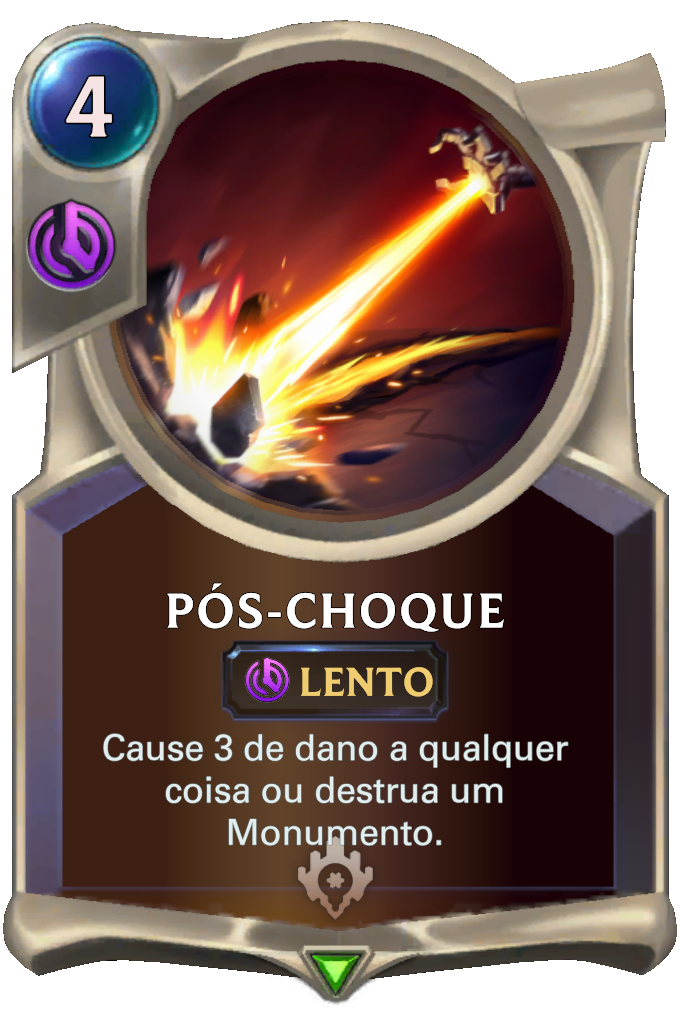 4
PÓS-CHOQUE
LENTO
Cause 3 de dano a qualquer
coisa ou destrua um
Monumento.